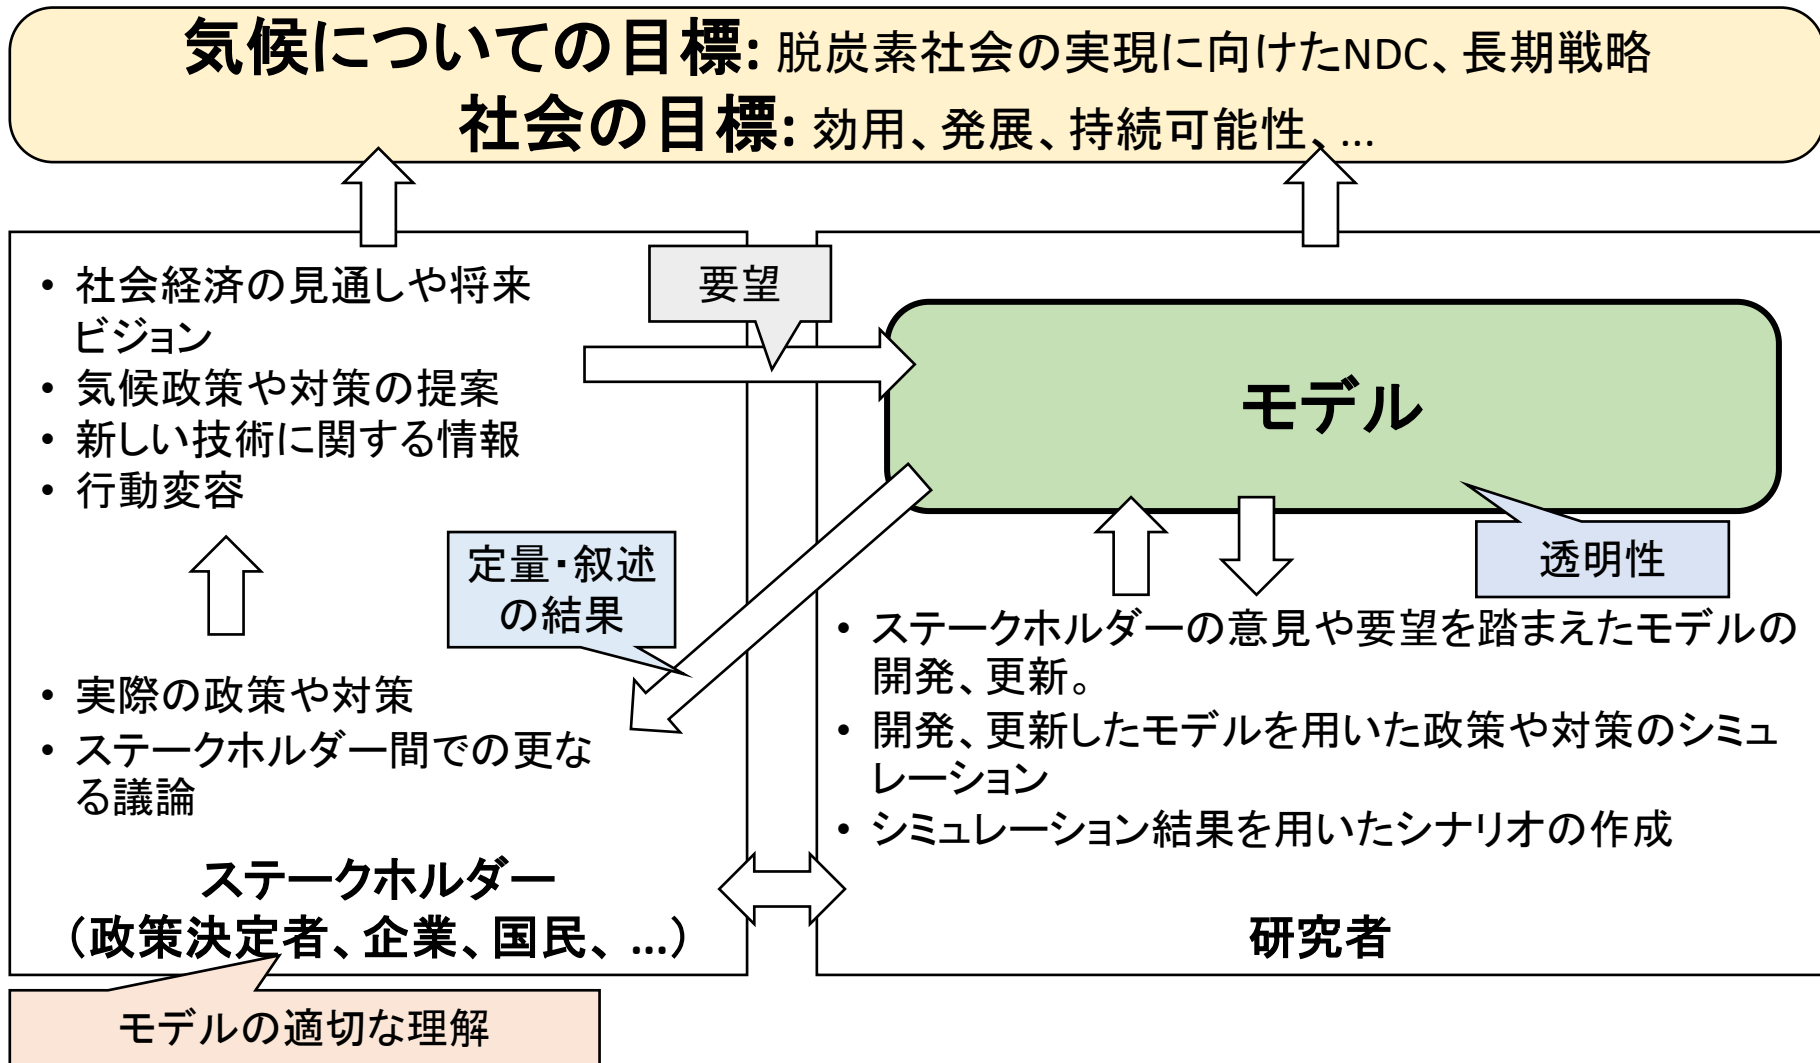 気候についての目標: 脱炭素社会の実現に向けたNDC、長期戦略
社会の目標: 効用、発展、持続可能性、...
• 社会経済の見通しや将来
ビジョン
• 気候政策や対策の提案
• 新しい技術に関する情報
• 行動変容
要望
モデル
定量・叙述
の結果
透明性
• 実際の政策や対策
• ステークホルダー間での更な
る議論
ステークホルダー
（政策決定者、企業、国民、...）
モデルの適切な理解
• ステークホルダーの意見や要望を踏まえたモデルの
開発、更新。
• 開発、更新したモデルを用いた政策や対策のシミュ
レーション
• シミュレーション結果を用いたシナリオの作成
研究者